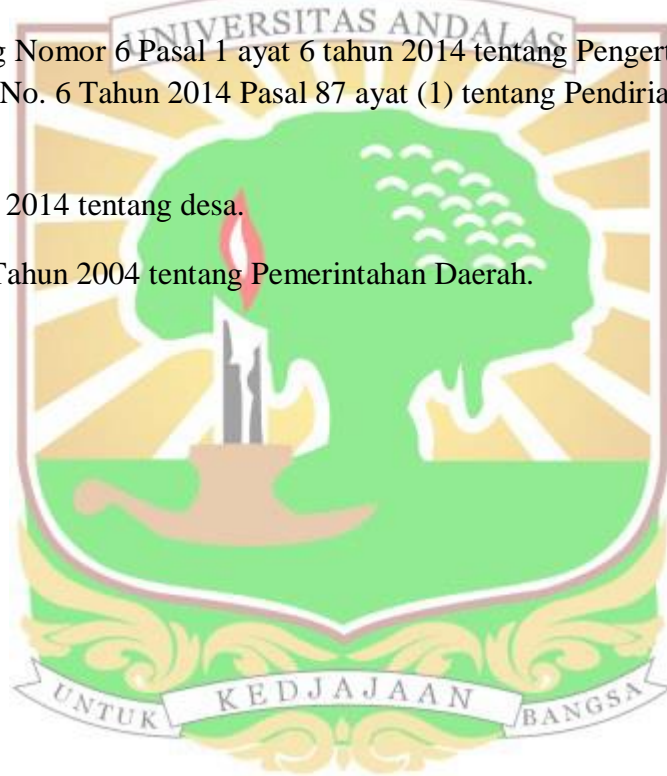 UNIVERSITAS ANDALAS
g Nomor 6 Pasal 1 ayat 6 tahun 2014 tentang Pengert
No. 6 Tahun 2014 Pasal 87 ayat (1) tentang Pendiria
2014 tentang desa.
Tahun 2004 tentang Pemerintahan Daerah.
UNTUK KEDJAJAAN BANGSA